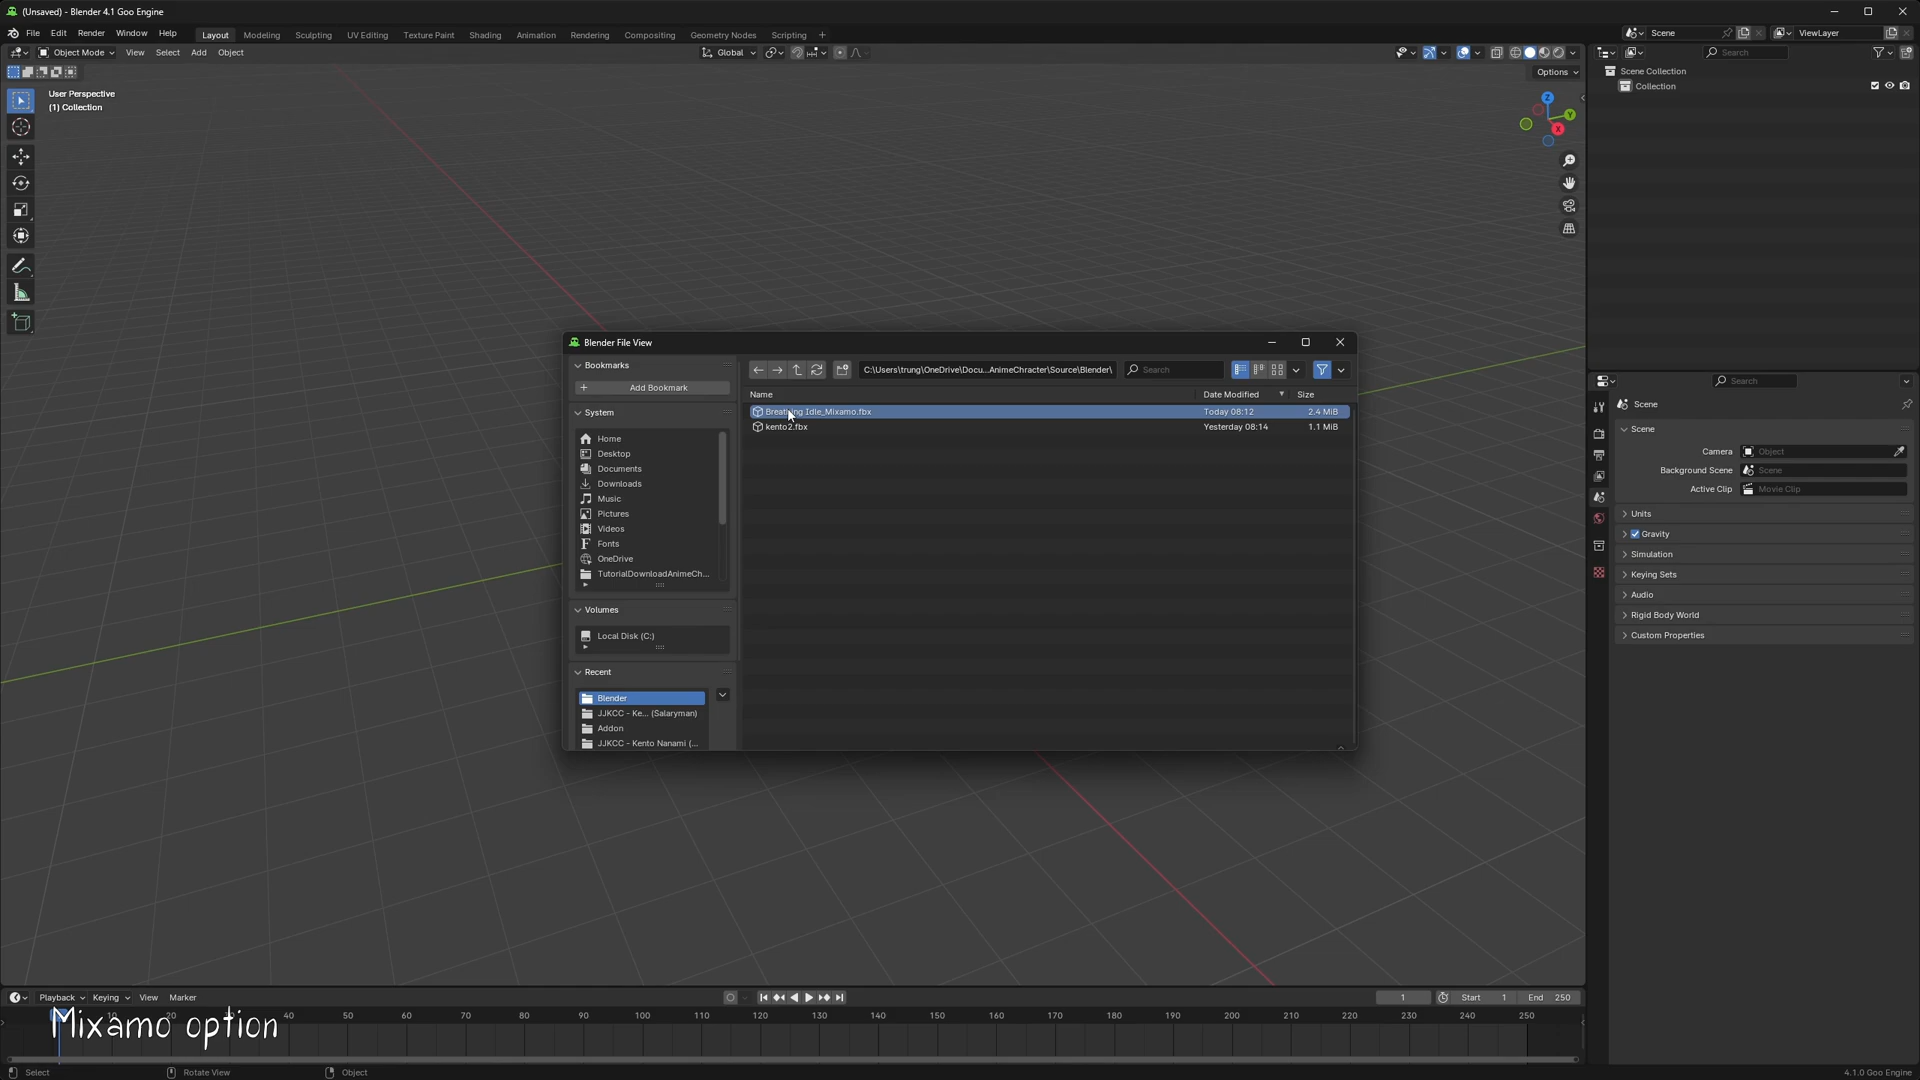 (Unsaved) - Blender 4.1 Goo Engine
File Edit Render Window Help Layout Modeling Sculpting UV Editing Texture Paint Shading Animation Rendering Compositing Geometry Nodes Scripting + Scene ViewLayer
Object Mode View Select Add Object Global Search
Options
User Perspective
(1) Collection
Z
Y
X
Scene Collection
Collection
Blender File View
Bookmarks
Add Bookmark
C:\Users\trung\OneDrive\Docu...AnimeChracter\Source\Blender\ Search
Name Date Modified Size
Breathing Idle_Mixamo.fbx Today 08:12 2.4 MiB
kento2.fbx Yesterday 08:14 1.1 MiB
System
Home
Desktop
Documents
Downloads
Music
Pictures
Videos
Fonts
OneDrive
TutorialDownloadAnimeCh...
Volumes
Local Disk (C:)
Recent
Blender
JJKCC - Ke... (Salaryman)
Addon
JJKCC - Kento Nanami (...
Search
Scene
Scene
Camera Object
Background Scene Scene
Active Clip Movie Clip
Units
Gravity
Simulation
Keying Sets
Audio
Rigid Body World
Custom Properties
Playback Keying View Marker 1 Start 1 End 250
10 20 30 40 50 60 70 80 90 100 110 120 130 140 150 160 170 180 190 200 210 220 230 240 250
Mixamo option
Select Rotate View Object 4.1.0 Goo Engine